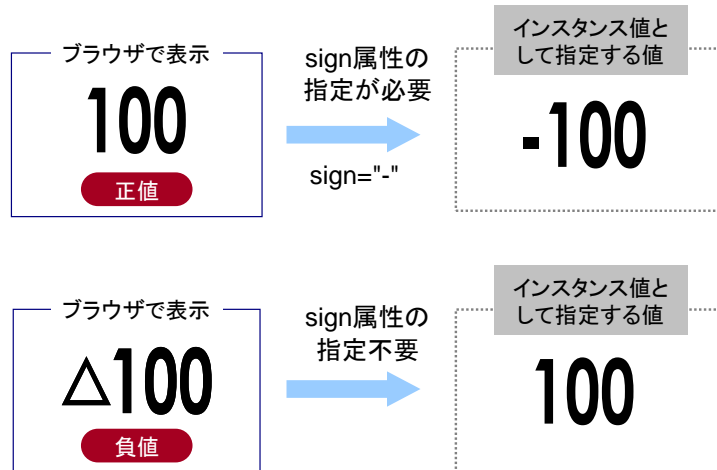 ブラウザで表示
100
正値
sign属性の
指定が必要
sign="-"
インスタンス値と
して指定する値
-100
ブラウザで表示
△100
負値
sign属性の
指定不要
インスタンス値と
して指定する値
100